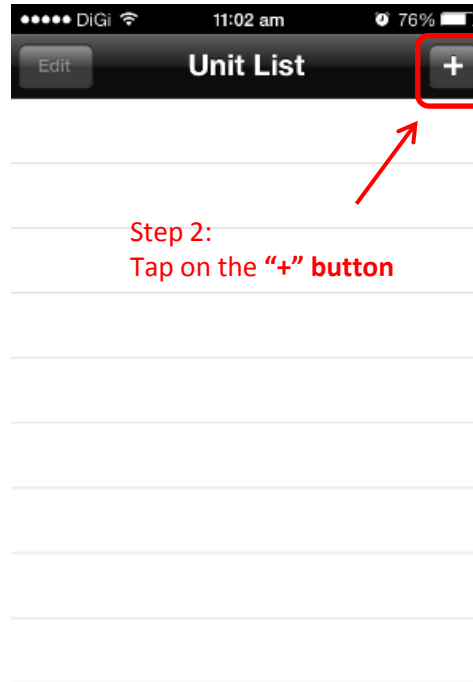 DiGi 11:02 am 76%
Edit Unit List +
Step 2:
Tap on the “+” button